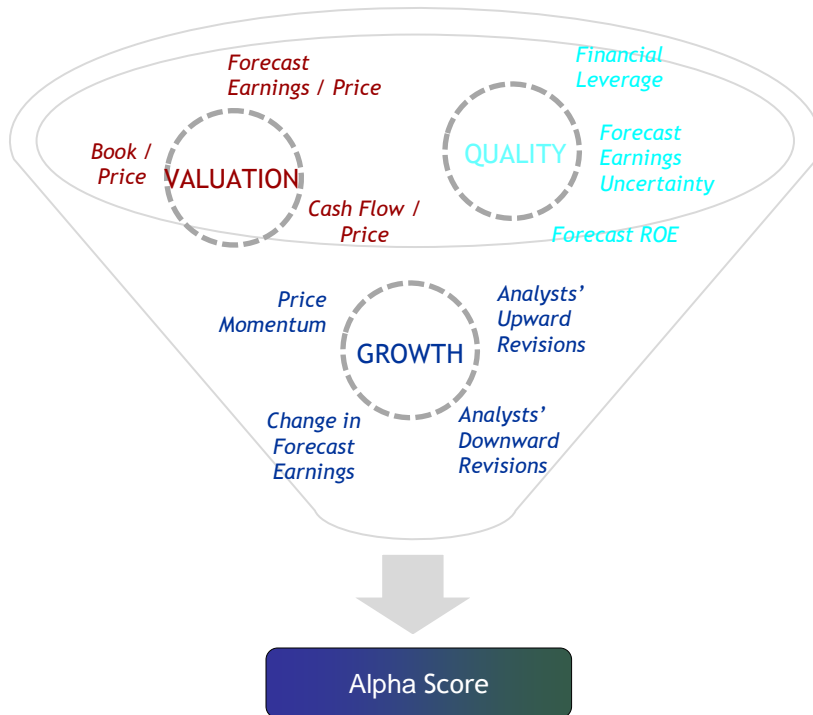 Forecast
Earnings / Price
Book /
Price
VALUATION
Cash Flow /
Price
Financial
Leverage
QUALITY
Forecast
Earnings
Uncertainty
Forecast ROE
Price
Momentum
GROWTH
Analysts’
Upward
Revisions
Change in
Forecast
Earnings
Analysts’
Downward
Revisions
Alpha Score